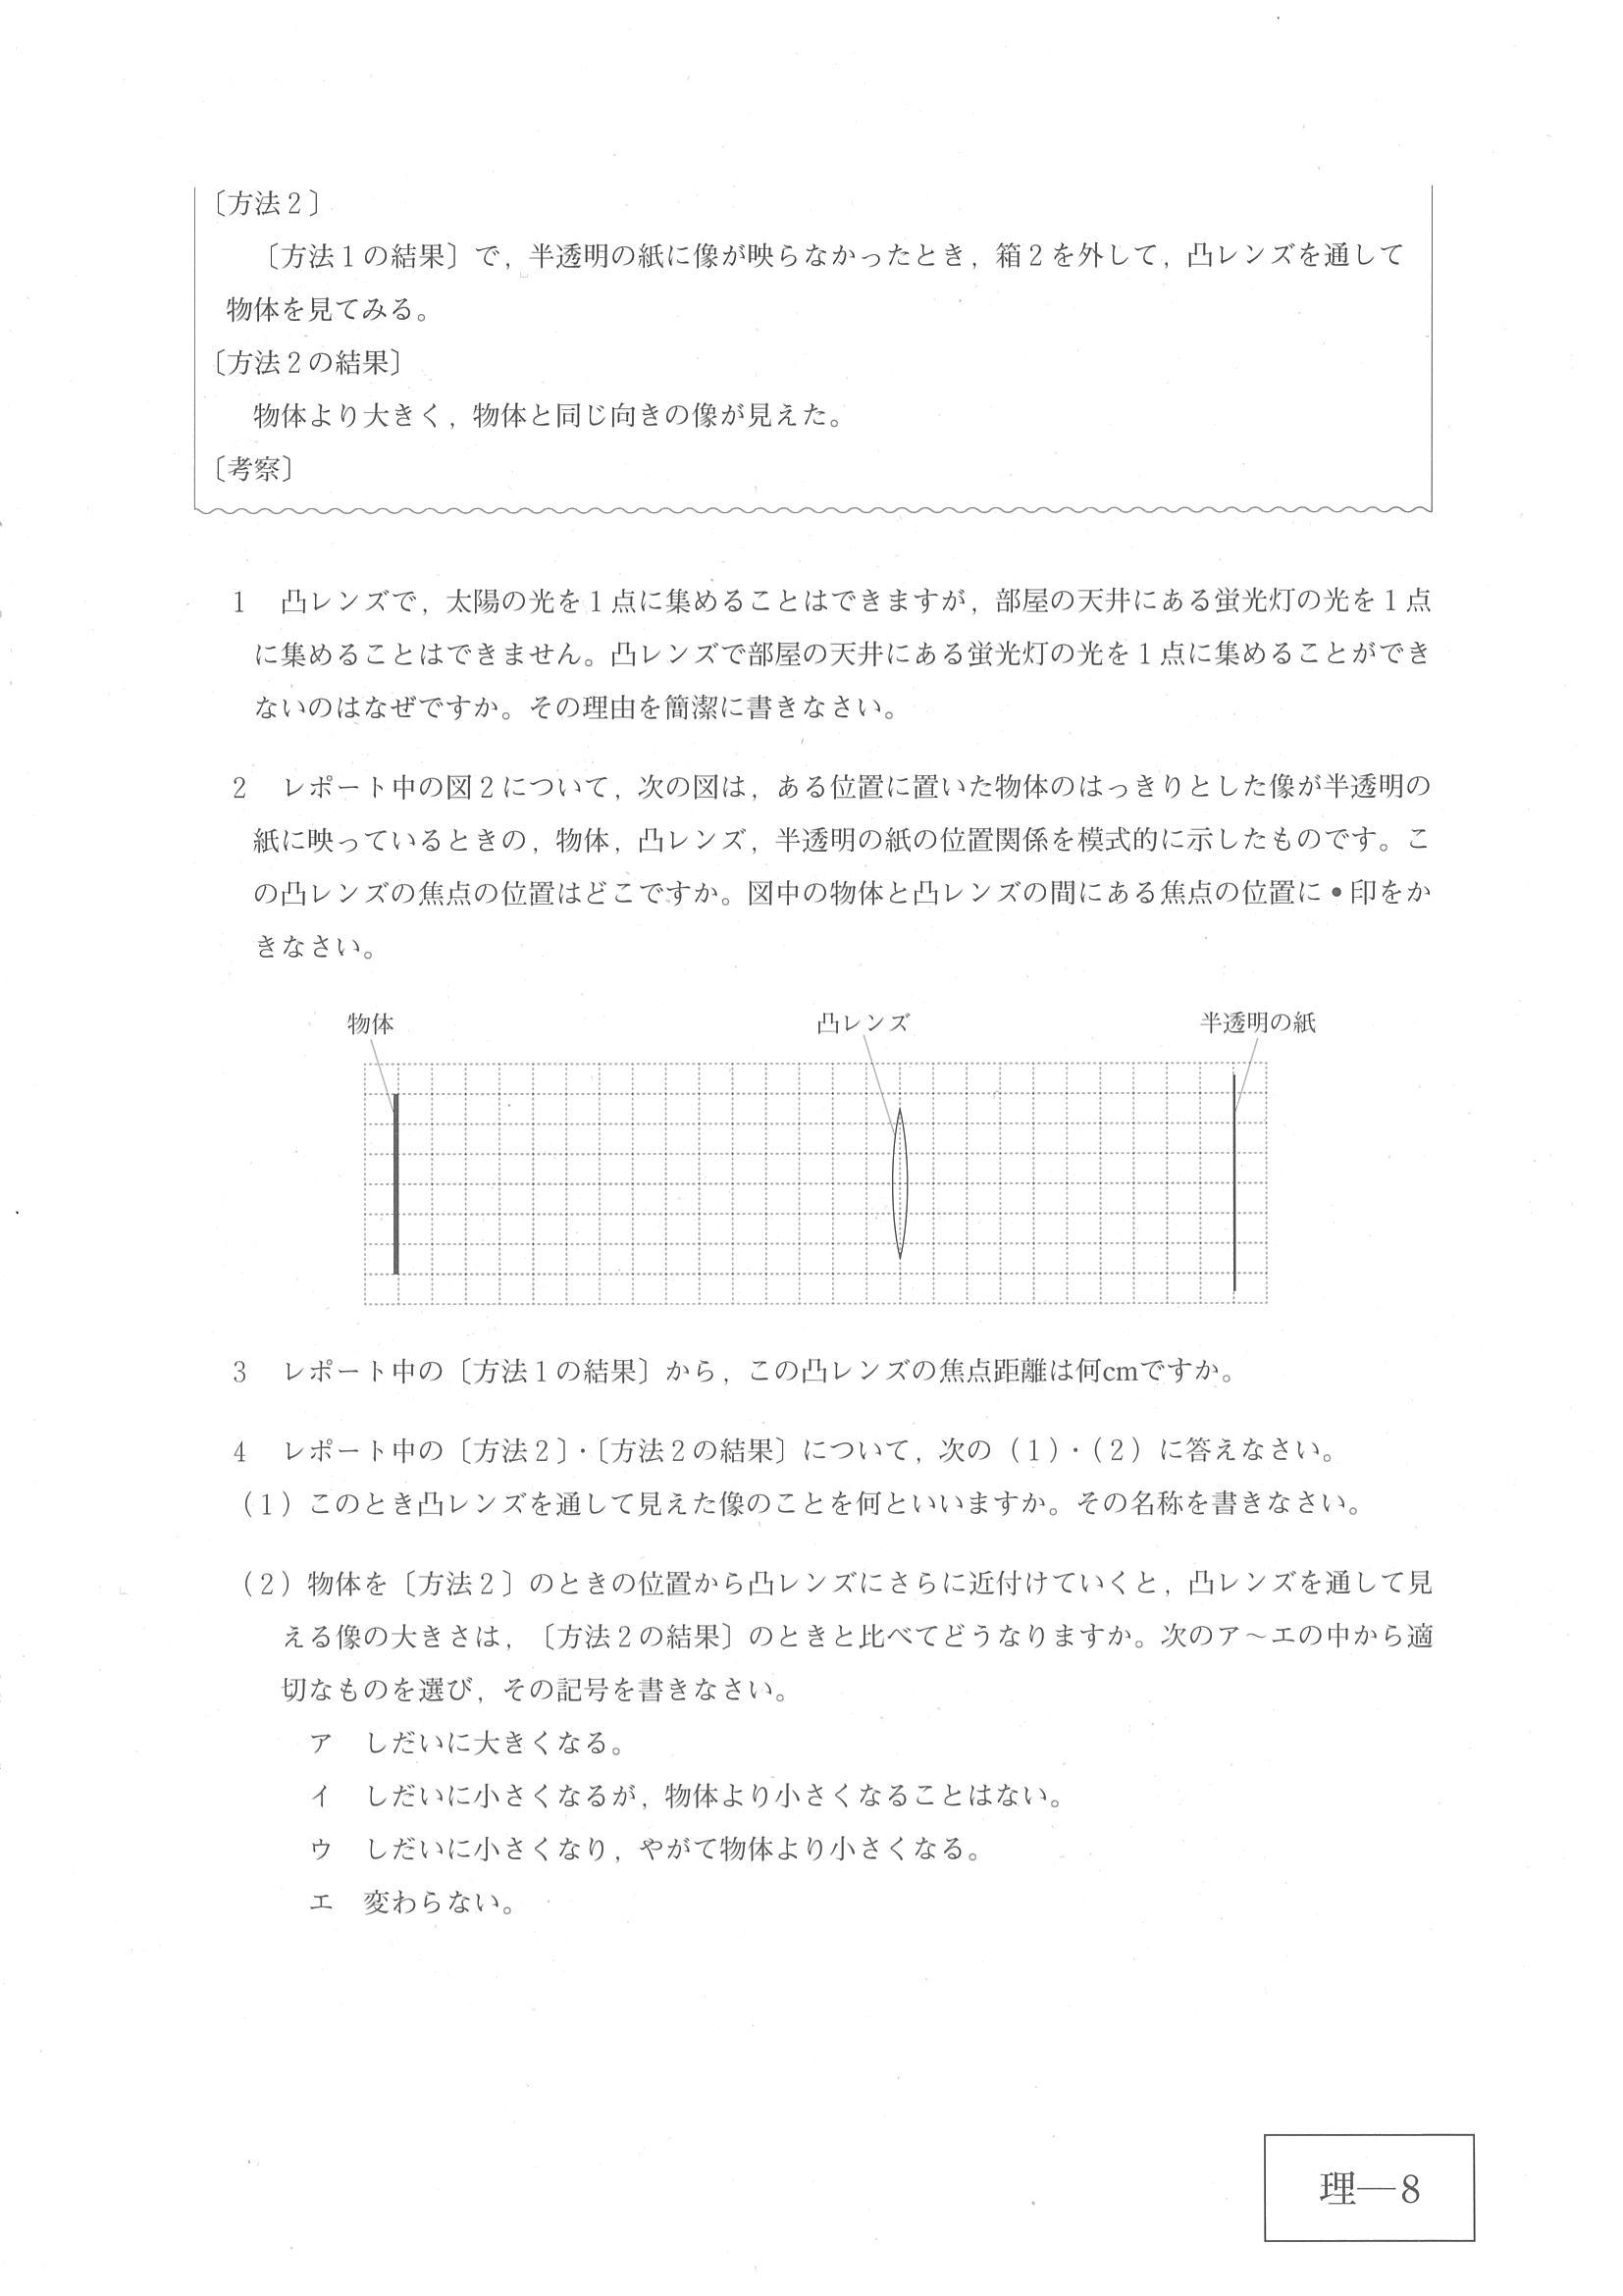 〔方法2〕
〔方法1の結果〕で，半透明の紙に像が映らなかったとき，箱2を外して，凸レンズを通して
物体を見てみる。
〔方法2の結果〕
物体より大きく，物体と同じ向きの像が見えた。
〔考察〕
1 凸レンズで，太陽の光を1点に集めることはできますが，部屋の天井にある蛍光灯の光を1点
に集めることはできません。凸レンズで部屋の天井にある蛍光灯の光を1点に集めることができ
ないのはなぜですか。その理由を簡潔に書きなさい。
2 レポート中の図2について，次の図は，ある位置に置いた物体のはっきりとした像が半透明の
紙に映っているときの，物体，凸レンズ，半透明の紙の位置関係を模式的に示したものです。こ
の凸レンズの焦点の位置はどこですか。図中の物体と凸レンズの間にある焦点の位置に●印をか
きなさい。
物体 凸レンズ 半透明の紙
3 レポート中の〔方法1の結果〕から，この凸レンズの焦点距離は何cmですか。
4 レポート中の〔方法2〕・〔方法2の結果〕について，次の（1）・（2）に答えなさい。
（1）このとき凸レンズを通して見えた像のことを何といいますか。その名称を書きなさい。
（2）物体を〔方法2〕のときの位置から凸レンズにさらに近付けていくと，凸レンズを通して見
える像の大きさは，〔方法2の結果〕のときと比べてどうなりますか。次のア～エの中から適
切なものを選び，その記号を書きなさい。
ア しだいに大きくなる。
イ しだいに小さくなるが，物体より小さくなることはない。
ウ しだいに小さくなり，やがて物体より小さくなる。
エ 変わらない。
理―8